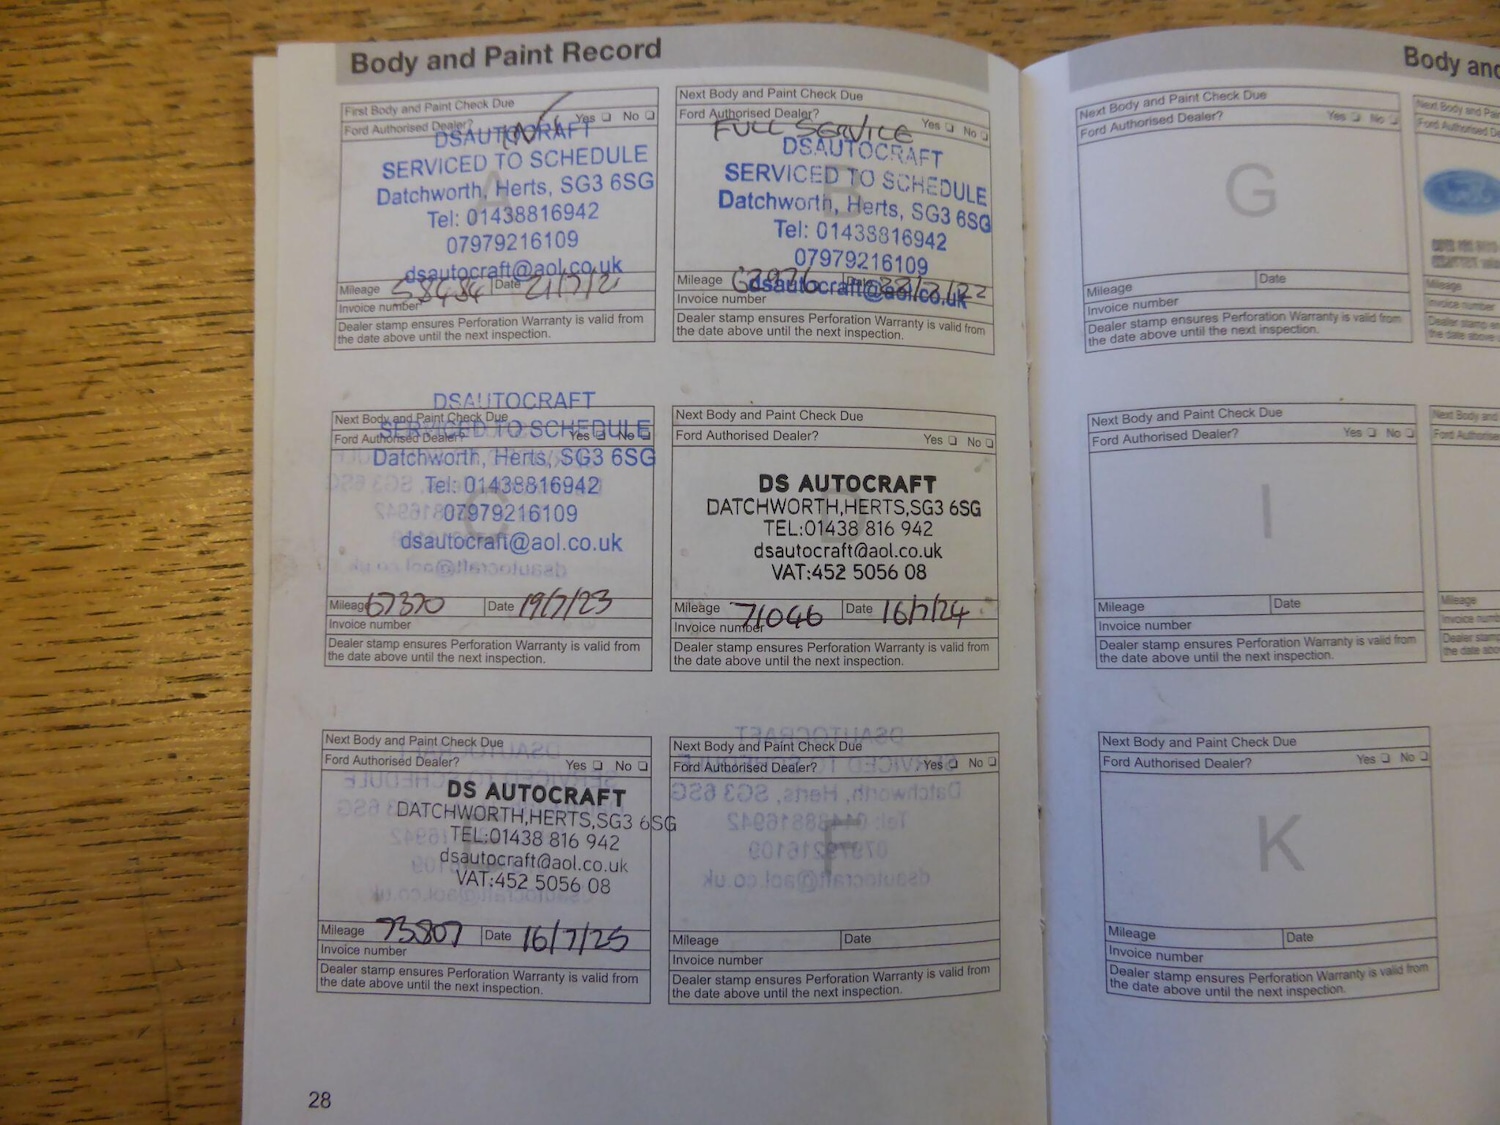 Body and Paint Record
First Body and Paint Check Due
Ford Authorised Dealer? Yes No
DSAUTOCRAFT
SERVICED TO SCHEDULE
Datchworth, Herts, SG3 6SG
Tel: 01438816942
07979216109
dsautocraft@aol.co.uk
Mileage 58484 Date 21/7/21
Invoice number
Dealer stamp ensures Perforation Warranty is valid from
the date above until the next inspection.
Next Body and Paint Check Due
Ford Authorised Dealer? Yes No
FULL SERVICE
DSAUTOCRAFT
SERVICED TO SCHEDULE
Datchworth, Herts, SG3 6SG
Tel: 01438816942
07979216109
Mileage
dsautocraft@aol.co.uk
Invoice number
Dealer stamp ensures Perforation Warranty is valid from
the date above until the next inspection.
DSAUTOCRAFT
Next Body and Paint Check Due
SERVICED TO SCHEDULE
Ford Authorised Dealer? Yes No
Datchworth, Herts, SG3 6SG
Tel: 01438816942
07979216109
C
dsautocraft@aol.co.uk
Mileage 67370 Date 19/7/23
Invoice number
Dealer stamp ensures Perforation Warranty is valid from
the date above until the next inspection.
Next Body and Paint Check Due
Ford Authorised Dealer? Yes No
DS AUTOCRAFT
DATCHWORTH,HERTS,SG3 6SG
TEL:01438 816 942
D
dsautocraft@aol.co.uk
VAT:452 5056 08
Mileage 71046 Date 16/7/24
Invoice number
Dealer stamp ensures Perforation Warranty is valid from
the date above until the next inspection.
Next Body and Paint Check Due
Ford Authorised Dealer? Yes No
DS AUTOCRAFT
DATCHWORTH,HERTS,SG3 6SG
TEL:01438 816 942
E
dsautocraft@aol.co.uk
VAT:452 5056 08
Mileage 73807 Date 16/7/25
Invoice number
Dealer stamp ensures Perforation Warranty is valid from
the date above until the next inspection.
Next Body and Paint Check Due
Ford Authorised Dealer? Yes No
F
Mileage Date
Invoice number
Dealer stamp ensures Perforation Warranty is valid from
the date above until the next inspection.
28
Body and
Next Body and Paint Check Due
Ford Authorised Dealer? Yes No
G
Mileage Date
Invoice number
Dealer stamp ensures Perforation Warranty is valid from
the date above until the next inspection.
Next Body and Paint Check Due
Ford Authorised Dealer? Yes No
I
Mileage Date
Invoice number
Dealer stamp ensures Perforation Warranty is valid from
the date above until the next inspection.
Next Body and Paint Check Due
Ford Authorised Dealer? Yes No
K
Mileage Date
Invoice number
Dealer stamp ensures Perforation Warranty is valid from
the date above until the next inspection.